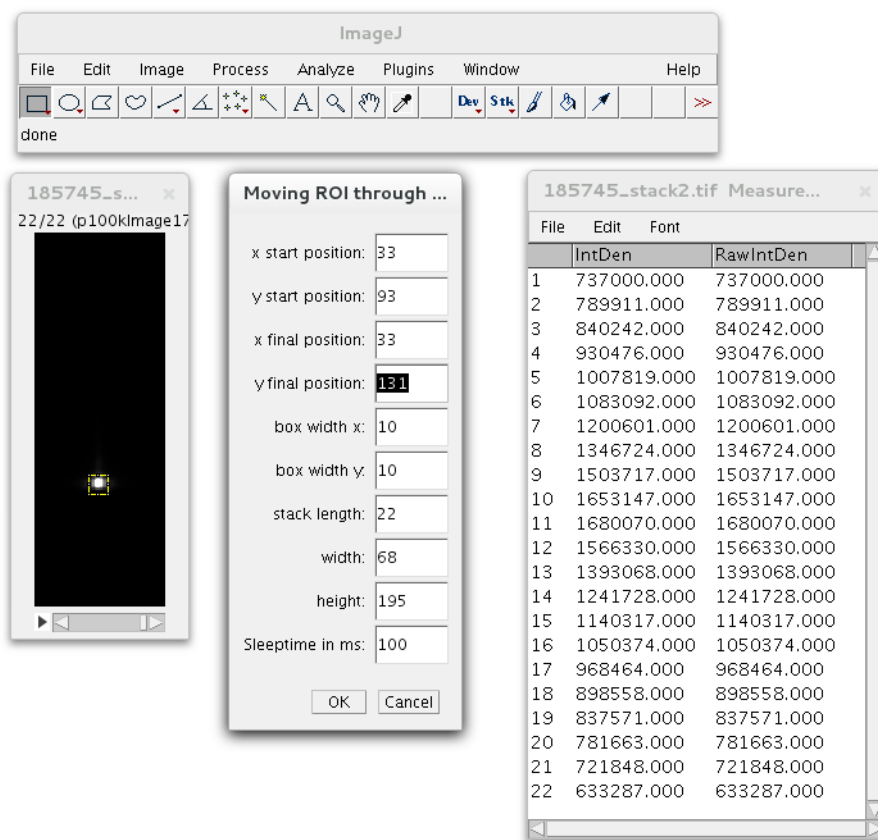 ImageJ
File Edit Image Process Analyze Plugins Window Help
Dev Stk >>
done
185745_s...
22/22 (p100kImage17
Moving ROI through ...
x start position: 33
y start position: 93
x final position: 33
y final position: 131
box width x: 10
box width y: 10
stack length: 22
width: 68
height: 195
Sleeptime in ms: 100
OK Cancel
185745_stack2.tif Measure...
File Edit Font
IntDen RawIntDen
1 737000.000 737000.000
2 789911.000 789911.000
3 840242.000 840242.000
4 930476.000 930476.000
5 1007819.000 1007819.000
6 1083092.000 1083092.000
7 1200601.000 1200601.000
8 1346724.000 1346724.000
9 1503717.000 1503717.000
10 1653147.000 1653147.000
11 1680070.000 1680070.000
12 1566330.000 1566330.000
13 1393068.000 1393068.000
14 1241728.000 1241728.000
15 1140317.000 1140317.000
16 1050374.000 1050374.000
17 968464.000 968464.000
18 898558.000 898558.000
19 837571.000 837571.000
20 781663.000 781663.000
21 721848.000 721848.000
22 633287.000 633287.000